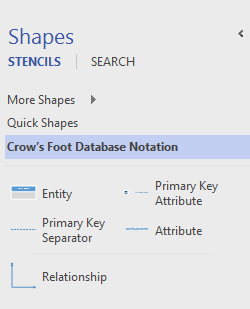 Shapes
STENCILS SEARCH
More Shapes
Quick Shapes
Crow's Foot Database Notation
Entity
Primary Key
Attribute
Primary Key
Separator
Attribute
Relationship